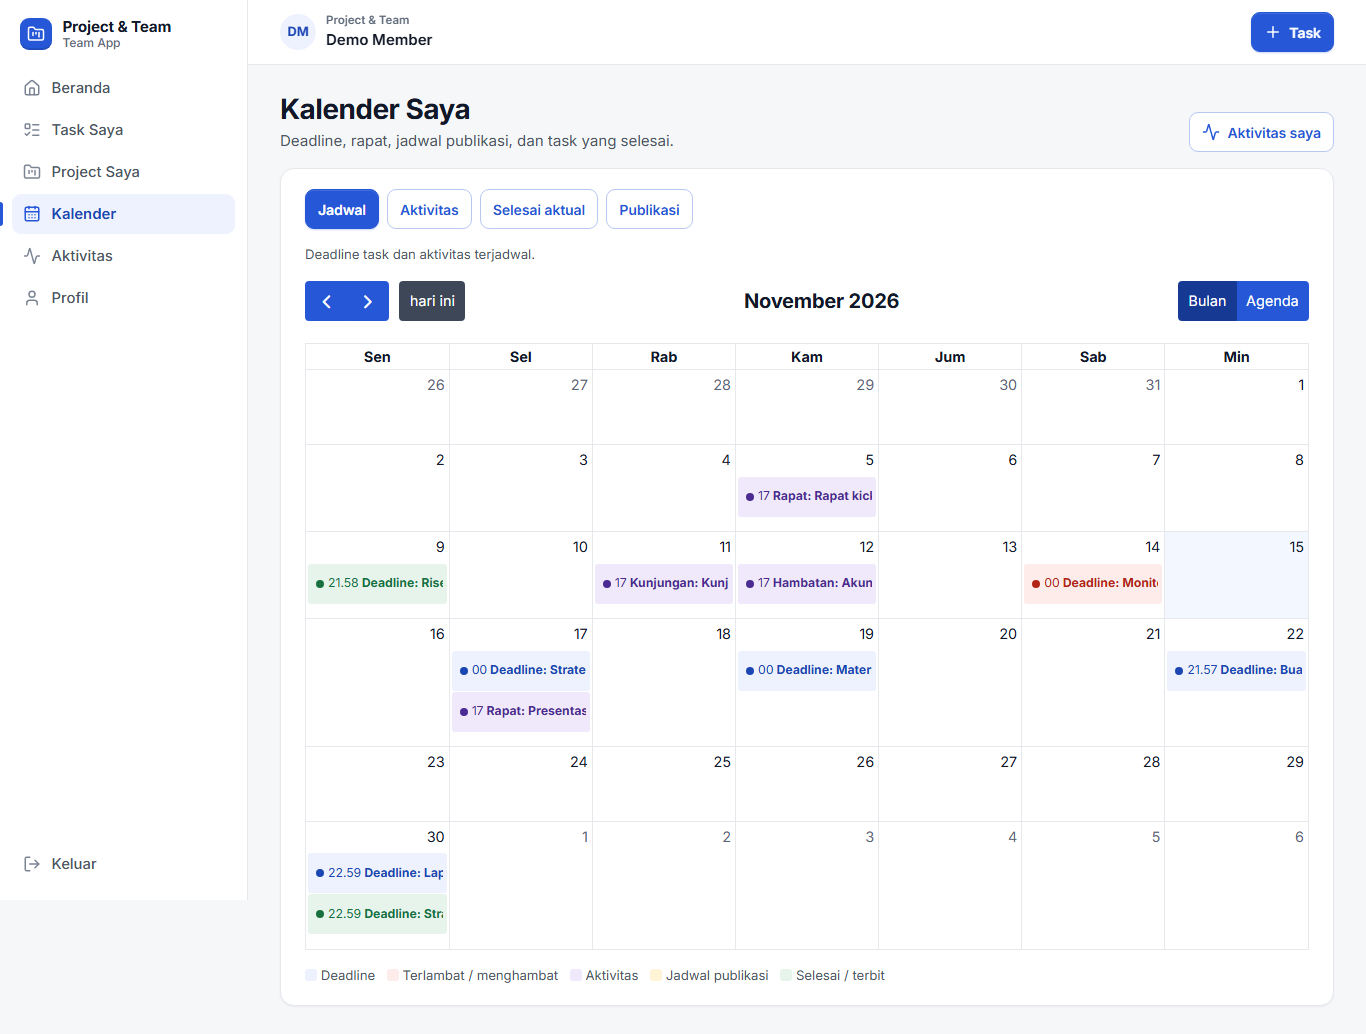 Project & Team
Team App
Beranda
Task Saya
Project Saya
Kalender
Aktivitas
Profil
Keluar
DM
Project & Team
Demo Member
Task
Kalender Saya
Deadline, rapat, jadwal publikasi, dan task yang selesai.
Aktivitas saya
Jadwal Aktivitas Selesai aktual Publikasi
Deadline task dan aktivitas terjadwal.
hari ini
November 2026
Bulan Agenda
Sen Sel Rab Kam Jum Sab Min
26 27 28 29 30 31 1
2 3 4 5 6 7 8
17 Rapat: Rapat kick
9 10 11 12 13 14 15
21.58 Deadline: Rise 17 Kunjungan: Kunj 17 Hambatan: Akun 00 Deadline: Monito
16 17 18 19 20 21 22
00 Deadline: Strate 00 Deadline: Mater 21.57 Deadline: Bua
17 Rapat: Presentas
23 24 25 26 27 28 29
30 1 2 3 4 5 6
22.59 Deadline: Lap
22.59 Deadline: Stra
Deadline Terlambat / menghambat Aktivitas Jadwal publikasi Selesai / terbit